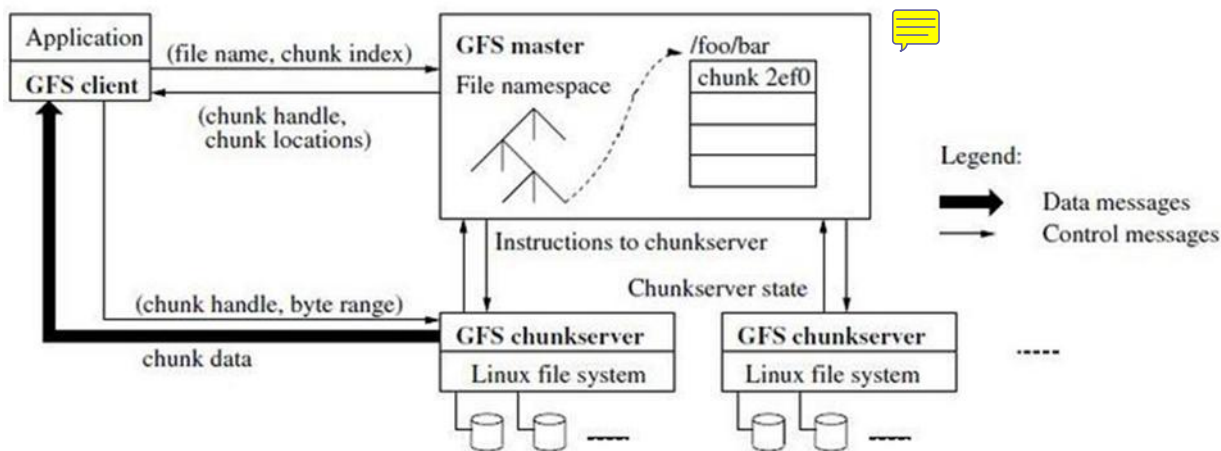 Application
GFS client
(file name, chunk index)
(chunk handle,
chunk locations)
GFS master
File namespace
/foo/bar
chunk 2ef0
Legend:
Data messages
Control messages
Instructions to chunkserver
Chunkserver state
(chunk handle, byte range)
chunk data
GFS chunkserver
Linux file system
GFS chunkserver
Linux file system